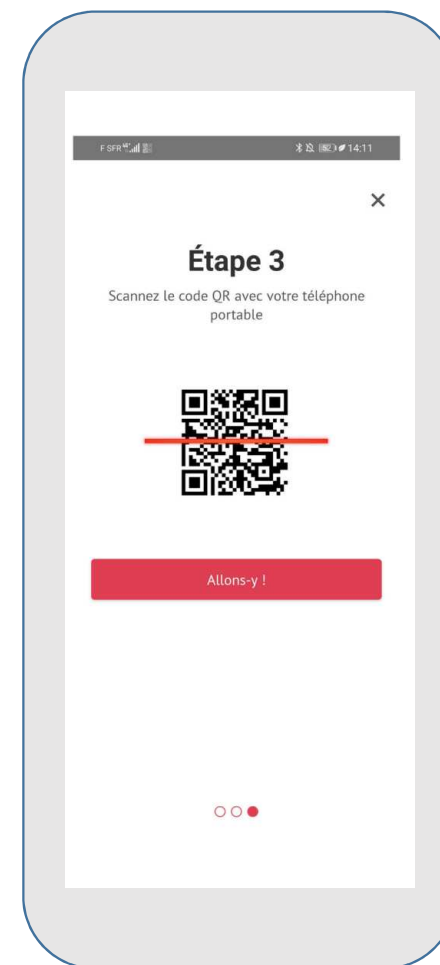 F SFR 14:11
Étape 3
Scannez le code QR avec votre téléphone
portable
Allons-y !